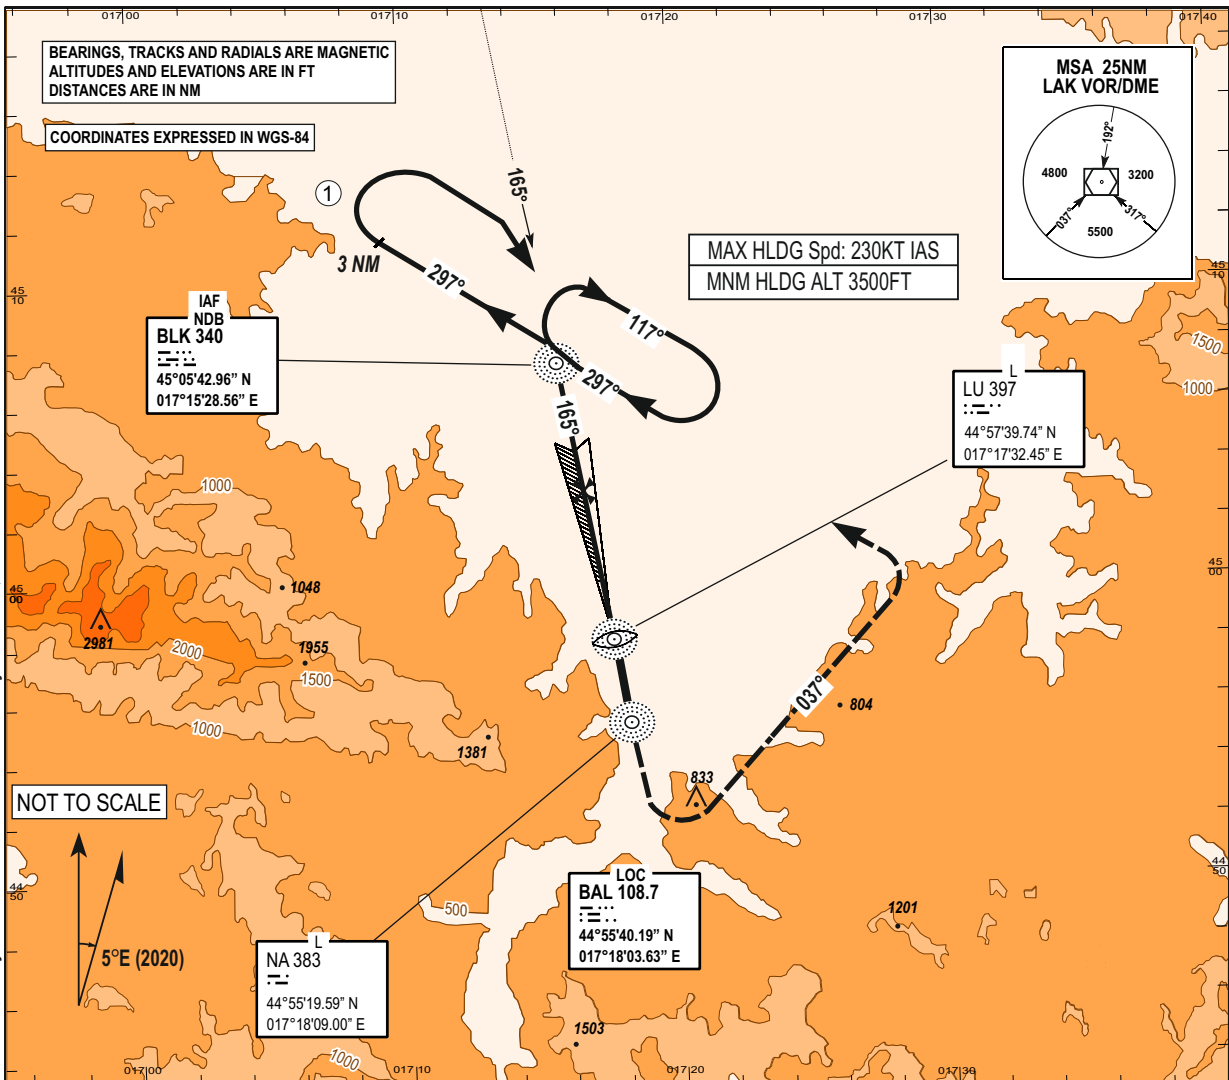 017°00
017°10
017°20
017°30
017°40
BEARINGS, TRACKS AND RADIALS ARE MAGNETIC
ALTITUDES AND ELEVATIONS ARE IN FT
DISTANCES ARE IN NM
COORDINATES EXPRESSED IN WGS-84
MSA 25NM
LAK VOR/DME
192°
4800
3200
037°
317°
5500
1
165°
3 NM
297°
MAX HLDG Spd: 230KT IAS
MNM HLDG ALT 3500FT
45
10
45
10
IAF
NDB
BLK 340
45°05'42.96” N
017°15'28.56” E
117°
297°
165°
1500
1000
L
LU 397
44°57'39.74” N
017°17'32.45” E
1000
1048
45
00
45
00
2981
2000
1955
1500
1000
1381
037°
804
833
NOT TO SCALE
5°E (2020)
44
50
44
50
500
LOC
BAL 108.7
44°55'40.19” N
017°18'03.63” E
1201
L
NA 383
44°55'19.59” N
017°18'09.00” E
1503
1000
017°00
017°10
017°20
017°30